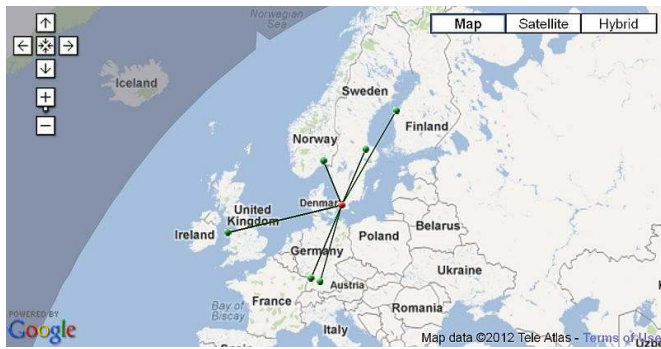 Norwegian
Sea
Map
Satellite
Hybrid
Iceland
Sweden
Finland
Norway
Denmar
United
Kingdom
Ireland
Poland
Belarus
Germany
Ukraine
Austria
France
Bay of
Biscay
Romania
Italy
POWERED BY
Google
Map data ©2012 Tele Atlas - Terms of Use